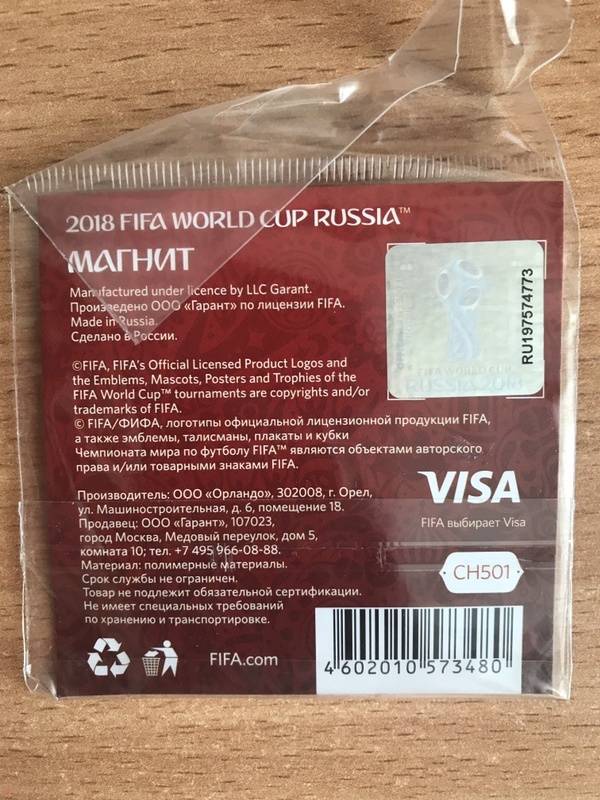 2018 FIFA WORLD CUP RUSSIA™
МАГНИТ
Manufactured under licence by LLC Garant.
Произведено ООО «Гарант» по лицензии FIFA.
Made in Russia.
Сделано в России.
RU197574773
FIFA WORLD CUP
RUSSIA 2018
©FIFA, FIFA's Official Licensed Product Logos and
the Emblems, Mascots, Posters and Trophies of the
FIFA World Cup™ tournaments are copyrights and/or
trademarks of FIFA.
© FIFA/ФИФА, логотипы официальной лицензионной продукции FIFA,
а также эмблемы, талисманы, плакаты и кубки
Чемпионата мира по футболу FIFA™ являются объектами авторского
права и/или товарными знаками FIFA.
VISA
FIFA выбирает Visa
Производитель: ООО «Орландо», 302008, г. Орел,
ул. Машиностроительная, д. 6, помещение 18.
Продавец: ООО «Гарант», 107023,
город Москва, Медовый переулок, дом 5,
комната 10; тел. +7 495 966-08-88.
Материал: полимерные материалы.
Срок службы не ограничен.
Товар не подлежит обязательной сертификации.
Не имеет специальных требований
по хранению и транспортировке.
CH501
FIFA.com
4 602010 573480